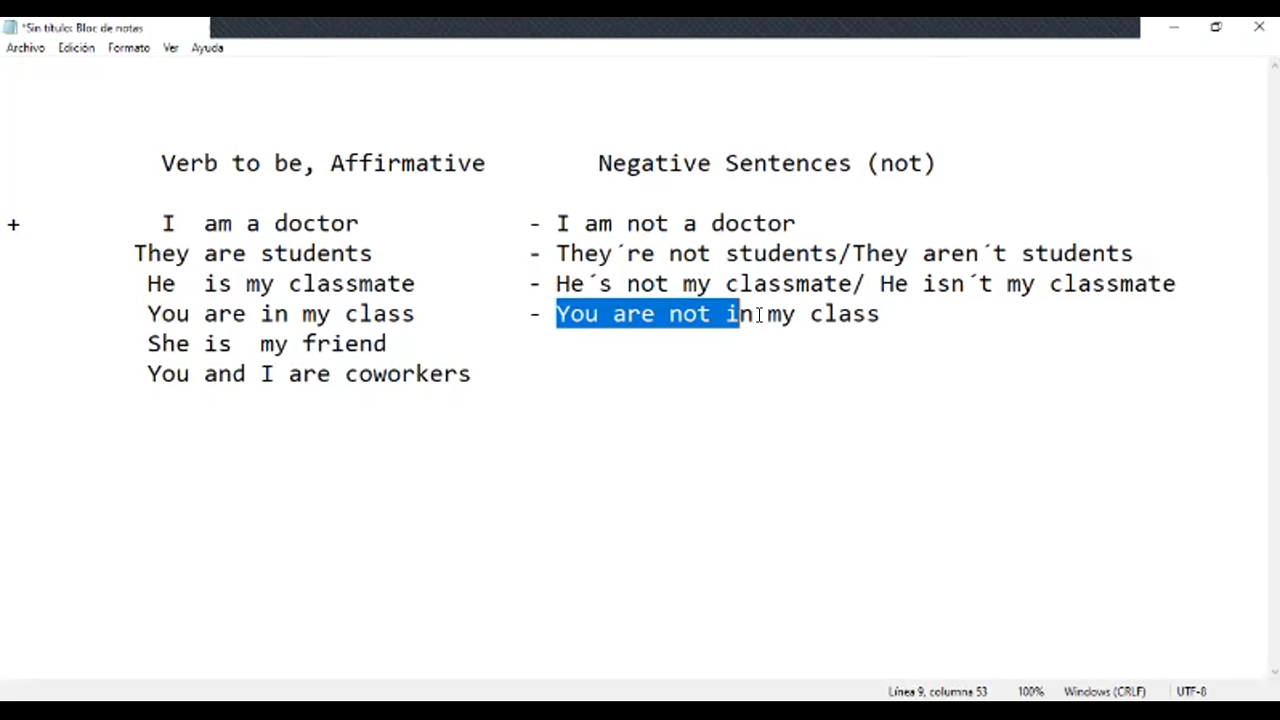 *Sin título: Bloc de notas
Archivo Edición Formato Ver Ayuda
Verb to be, Affirmative Negative Sentences (not)
+ I am a doctor - I am not a doctor
They are students - They´re not students/They aren´t students
He is my classmate - He´s not my classmate/ He isn´t my classmate
You are in my class - You are not in my class
She is my friend
You and I are coworkers
Línea 9, columna 53 100% Windows (CRLF) UTF-8